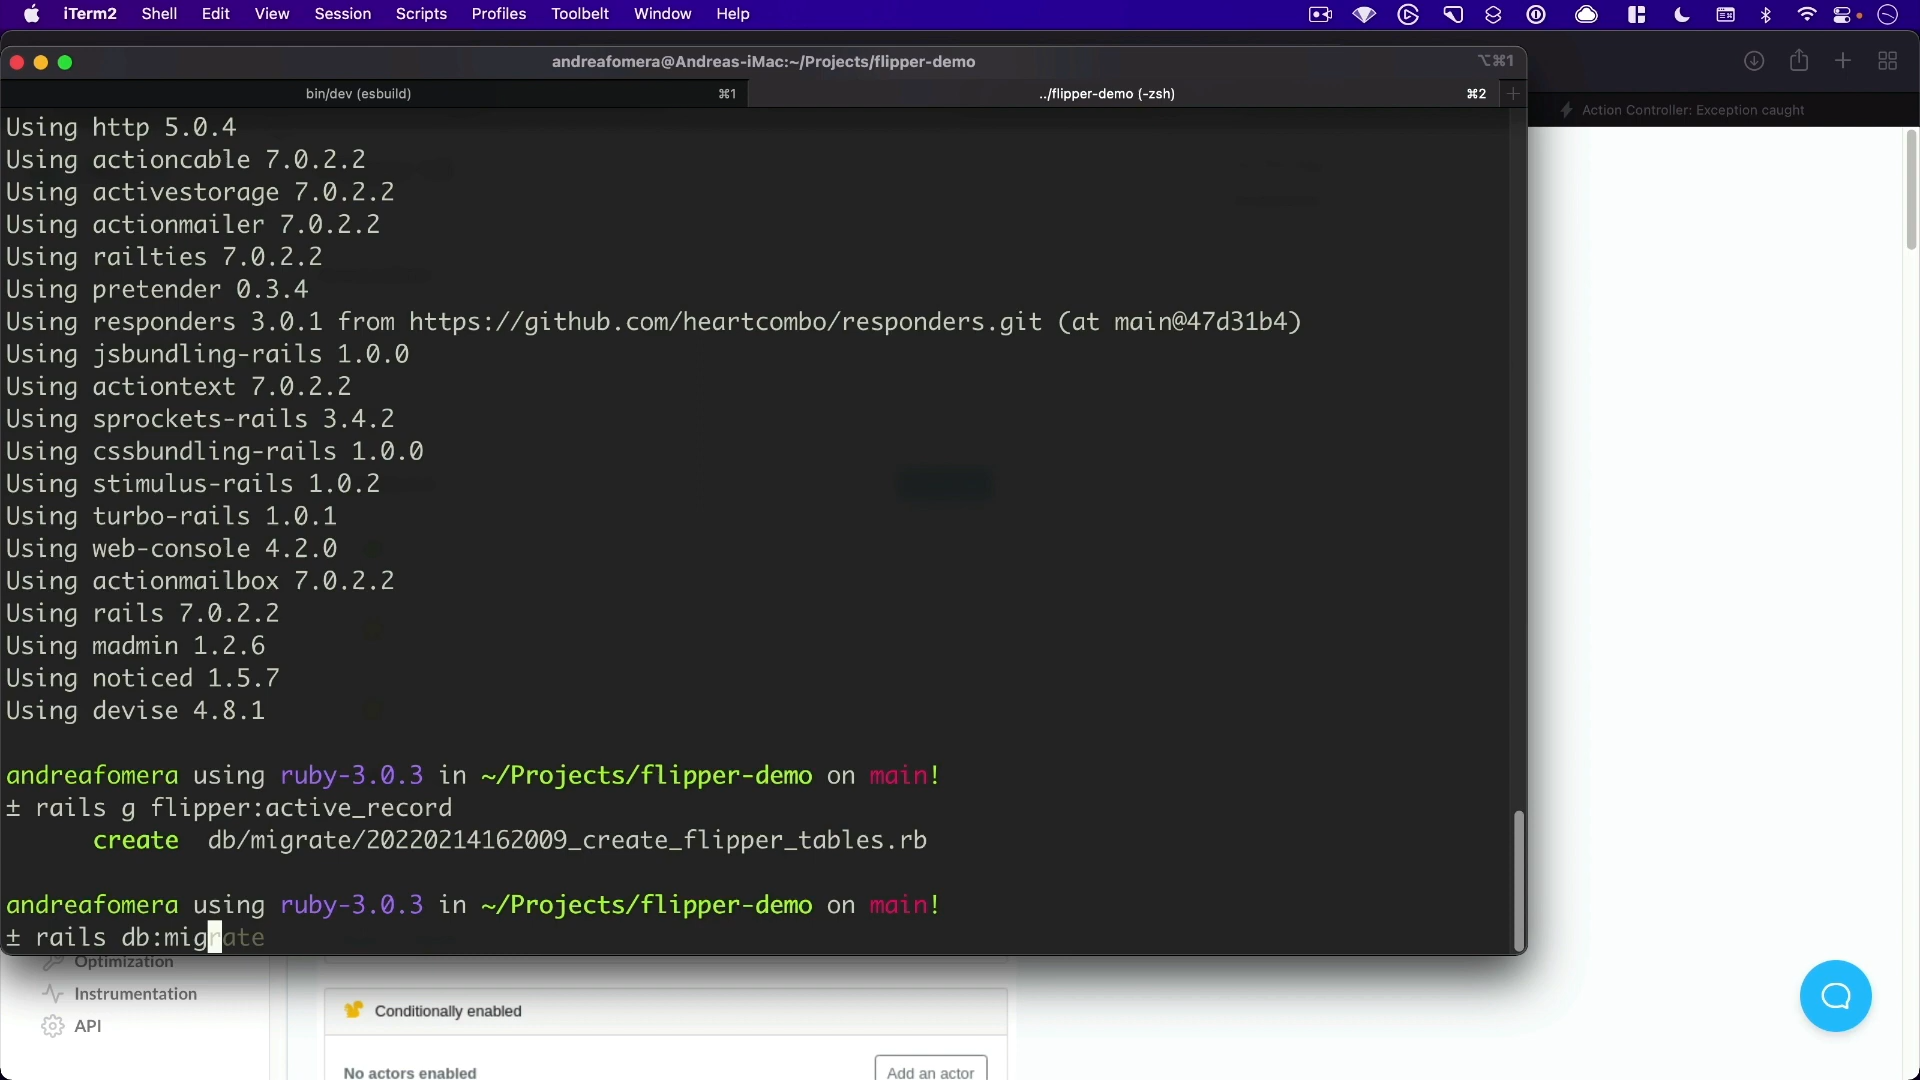 iTerm2 Shell Edit View Session Scripts Profiles Toolbelt Window Help
andreafomera@Andreas-iMac:~/Projects/flipper-demo ⌥⌘1
bin/dev (esbuild) ⌘1 ../flipper-demo (-zsh) ⌘2
Action Controller: Exception caught
Using http 5.0.4
Using actioncable 7.0.2.2
Using activestorage 7.0.2.2
Using actionmailer 7.0.2.2
Using railties 7.0.2.2
Using pretender 0.3.4
Using responders 3.0.1 from https://github.com/heartcombo/responders.git (at main@47d31b4)
Using jsbundling-rails 1.0.0
Using actiontext 7.0.2.2
Using sprockets-rails 3.4.2
Using cssbundling-rails 1.0.0
Using stimulus-rails 1.0.2
Using turbo-rails 1.0.1
Using web-console 4.2.0
Using actionmailbox 7.0.2.2
Using rails 7.0.2.2
Using madmin 1.2.6
Using noticed 1.5.7
Using devise 4.8.1
andreafomera using ruby-3.0.3 in ~/Projects/flipper-demo on main!
± rails g flipper:active_record
create db/migrate/20220214162009_create_flipper_tables.rb
andreafomera using ruby-3.0.3 in ~/Projects/flipper-demo on main!
± rails db:migrate
Optimization
Instrumentation
API
Conditionally enabled
No actors enabled
Add an actor